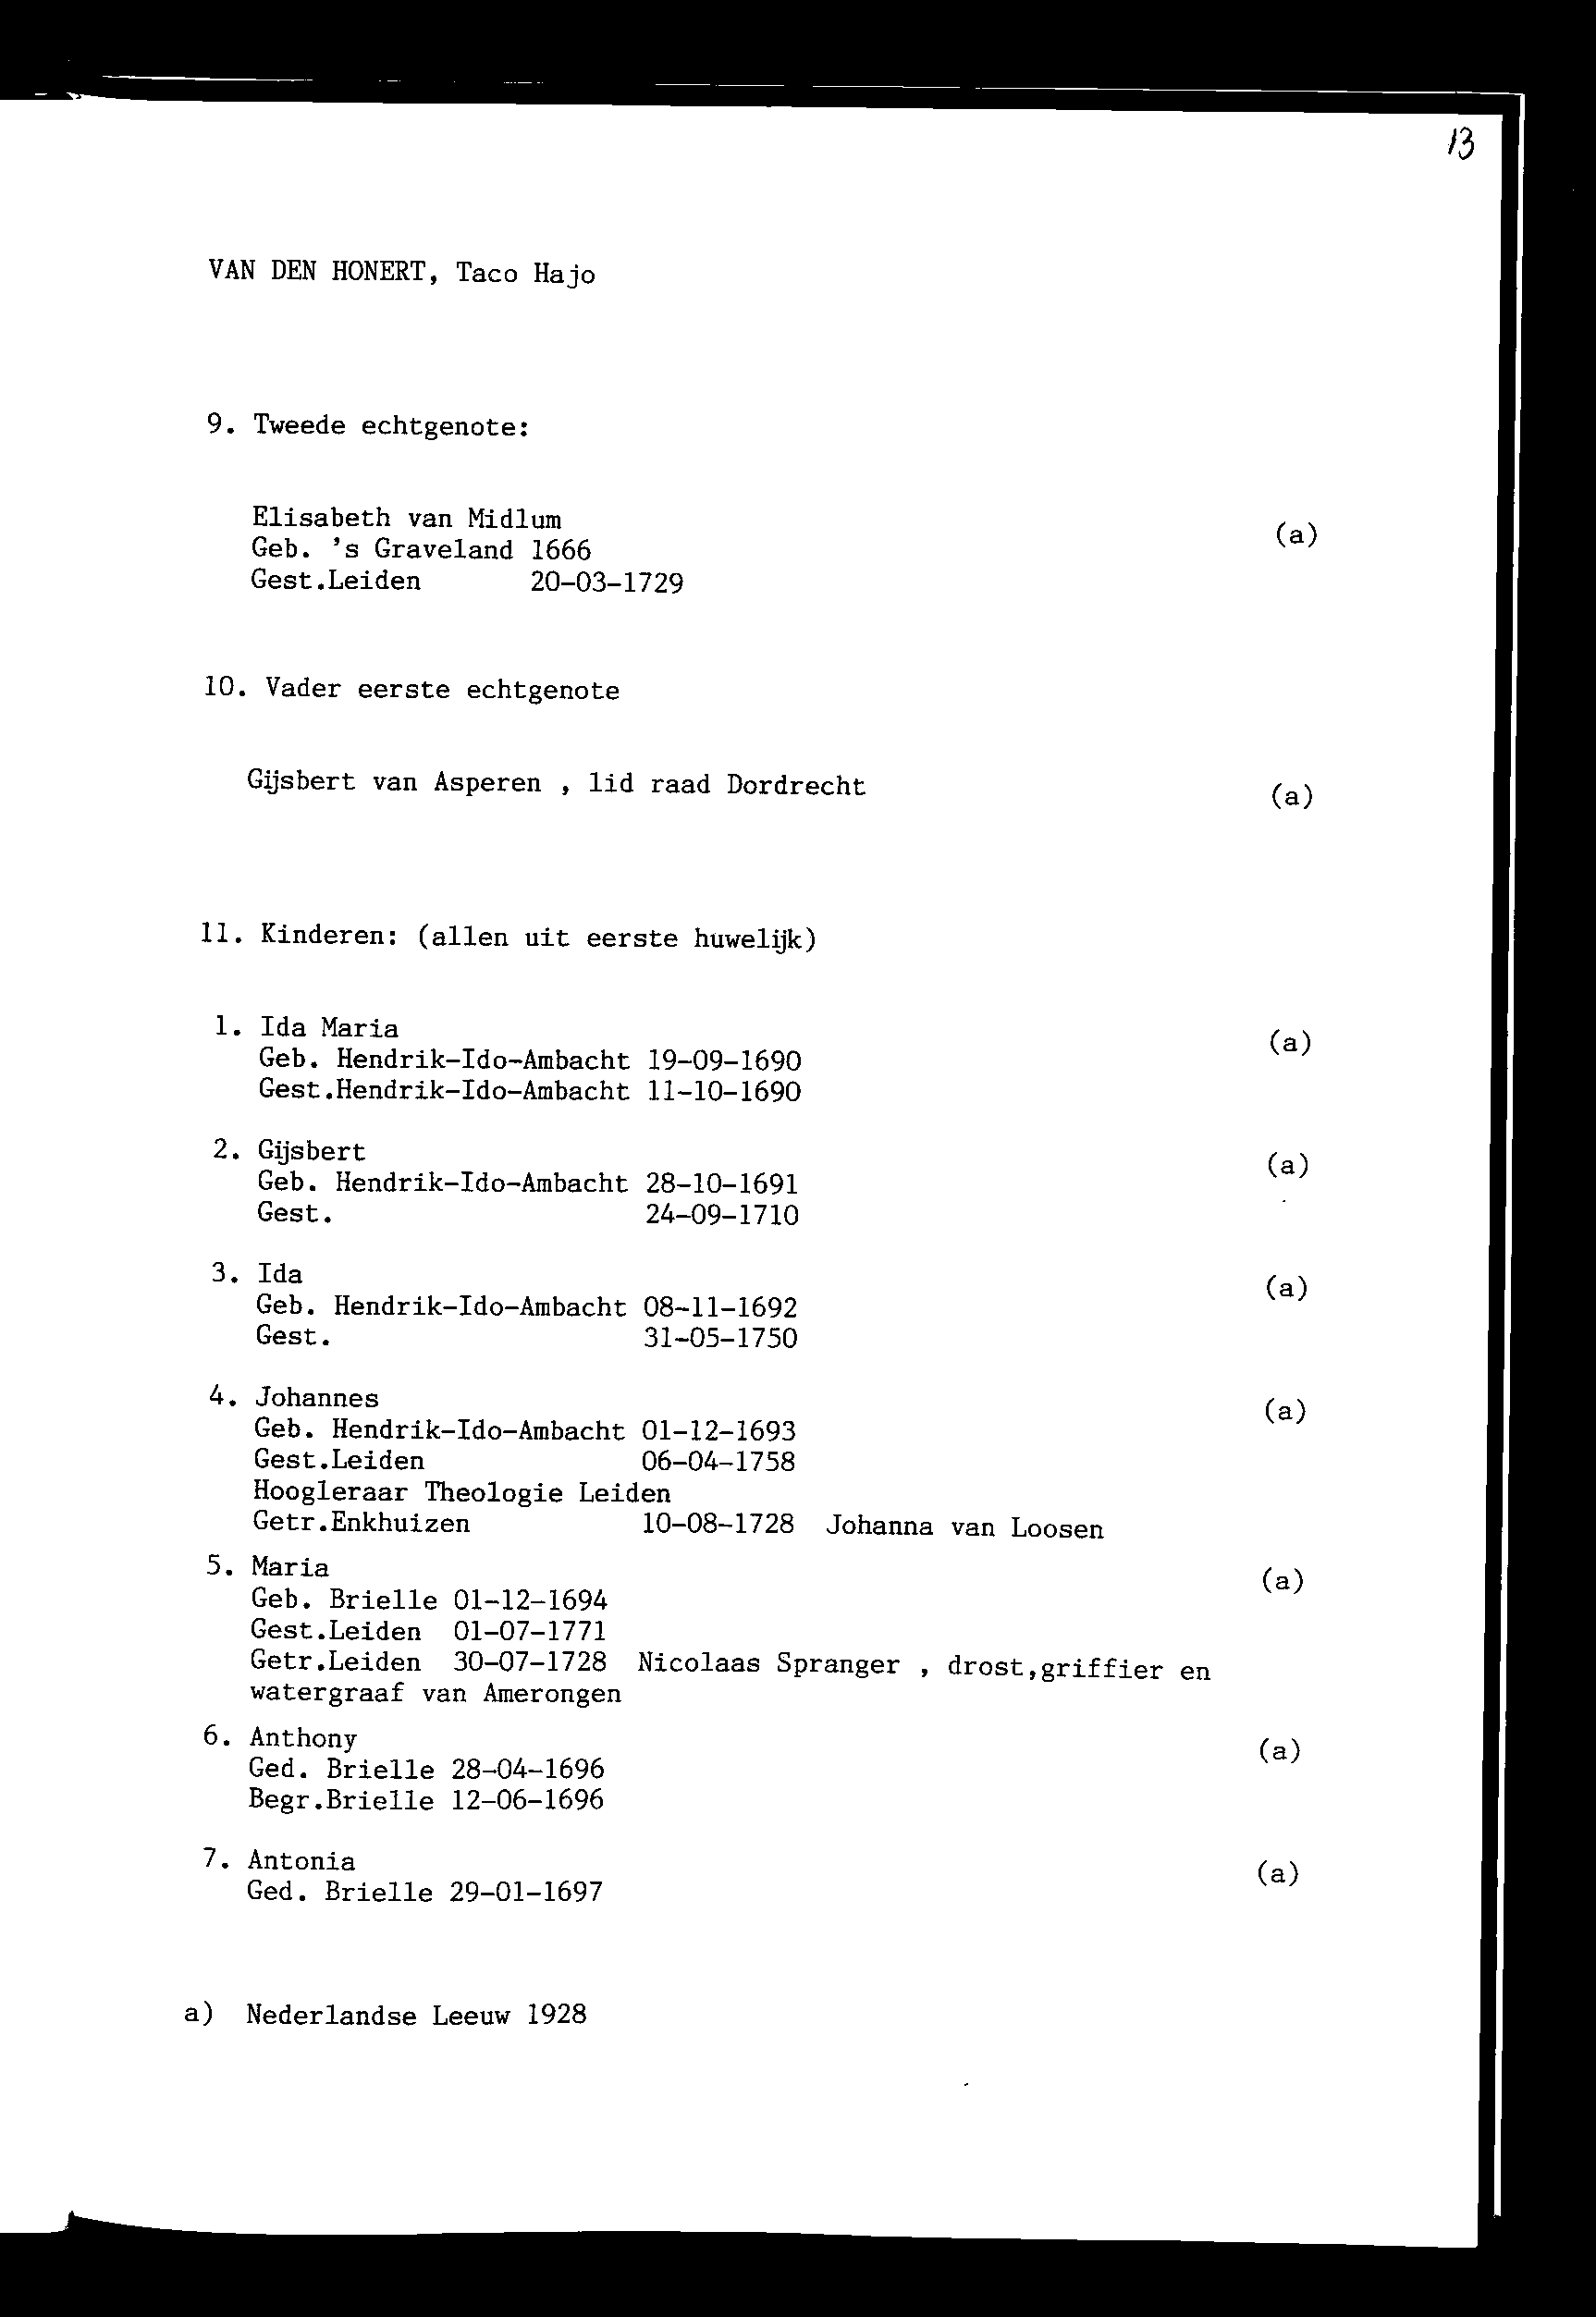 13
VAN DEN HONERT, Taco Hajo
9. Tweede echtgenote:
Elisabeth van Midlum (a)
Geb. 's Graveland 1666
Gest.Leiden 20-03-1729
10. Vader eerste echtgenote
Gijsbert van Asperen , lid raad Dordrecht (a)
11. Kinderen: (allen uit eerste huwelijk)
1. Ida Maria (a)
Geb. Hendrik-Ido-Ambacht 19-09-1690
Gest.Hendrik-Ido-Ambacht 11-10-1690
2. Gijsbert (a)
Geb. Hendrik-Ido-Ambacht 28-10-1691
Gest. 24-09-1710
3. Ida (a)
Geb. Hendrik-Ido-Ambacht 08-11-1692
Gest. 31-05-1750
4. Johannes (a)
Geb. Hendrik-Ido-Ambacht 01-12-1693
Gest.Leiden 06-04-1758
Hoogleraar Theologie Leiden
Getr.Enkhuizen 10-08-1728 Johanna van Loosen
5. Maria (a)
Geb. Brielle 01-12-1694
Gest.Leiden 01-07-1771
Getr.Leiden 30-07-1728 Nicolaas Spranger , drost,griffier en
watergraaf van Amerongen
6. Anthony (a)
Ged. Brielle 28-04-1696
Begr.Brielle 12-06-1696
7. Antonia (a)
Ged. Brielle 29-01-1697
a) Nederlandse Leeuw 1928